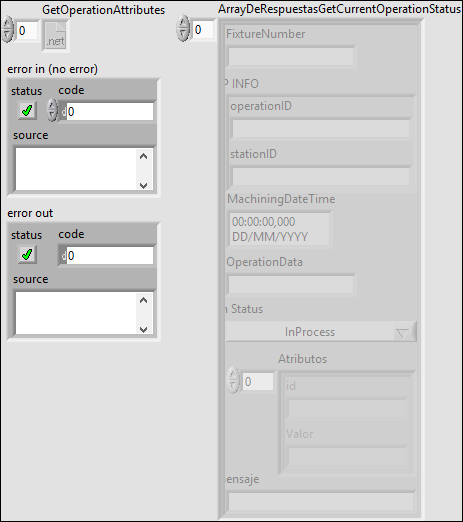 GetOperationAttributes
0
.net
error in (no error)
status code
0
source
error out
status code
0
source
ArrayDeRespuestasGetCurrentOperationStatus
0
FixtureNumber
P INFO
operationID
stationID
MachiningDateTime
00:00:00,000
DD/MM/YYYY
OperationData
n Status
InProcess
Atributos
0
id
Valor
ensaje